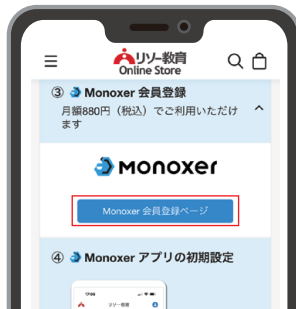 リソー教育
Online Store
③ Monoxer 会員登録
月額880円（税込）でご利用いただけ
ます
Monoxer
Monoxer 会員登録ページ
④ Monoxer アプリの初期設定
リソー教育